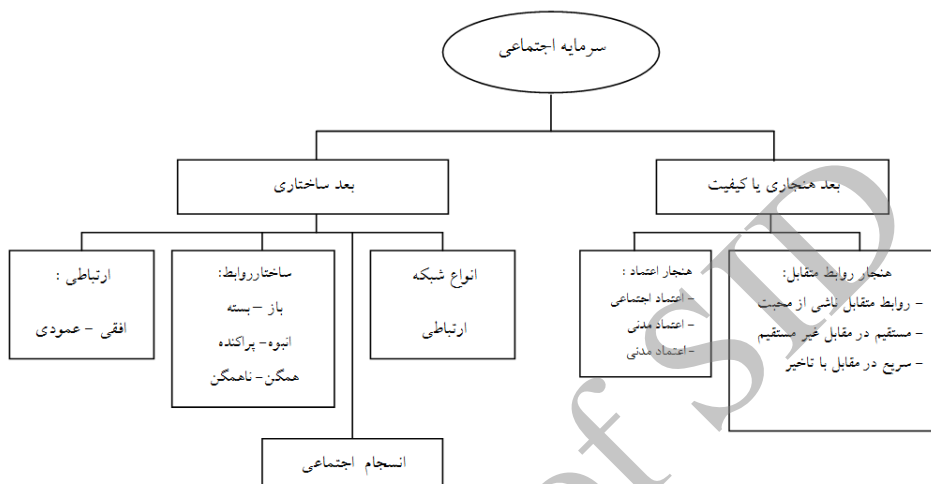 سرمایه اجتماعی
بعد هنجاری یا کیفیت
بعد ساختاری
هنجار روابط متقابل:
- روابط متقابل ناشی از محبت
- مستقیم در مقابل غیر مستقیم
- سریع در مقابل با تاخیر
هنجار اعتماد :
- اعتماد اجتماعی
- اعتماد مدنی
- اعتماد مدنی
انواع شبکه
ارتباطی
ساختارروابط:
باز – بسته
انبوه- پراکنده
همگن- ناهمگن
ارتباطی :
افقی - عمودی
انسجام اجتماعی
of SID